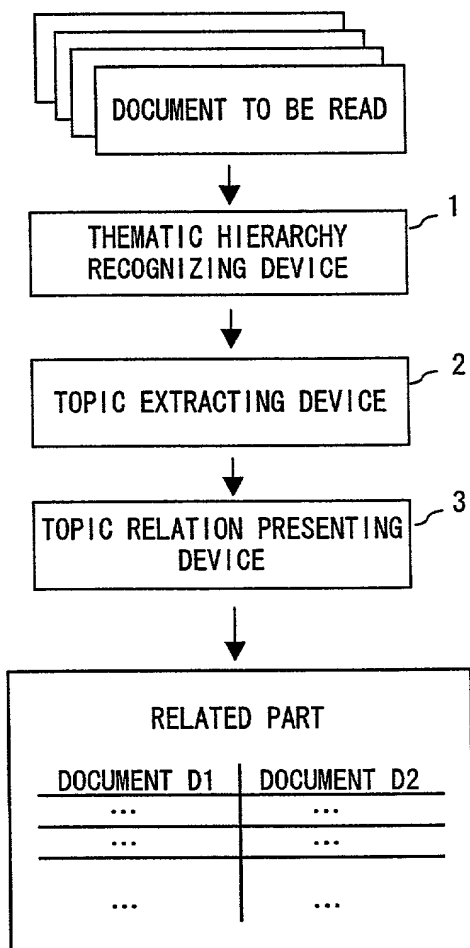 DOCUMENT TO BE READ
1
THEMATIC HIERARCHY
RECOGNIZING DEVICE
2
TOPIC EXTRACTING DEVICE
3
TOPIC RELATION PRESENTING
DEVICE
RELATED PART
DOCUMENT D1 DOCUMENT D2
... ...
... ...
... ...